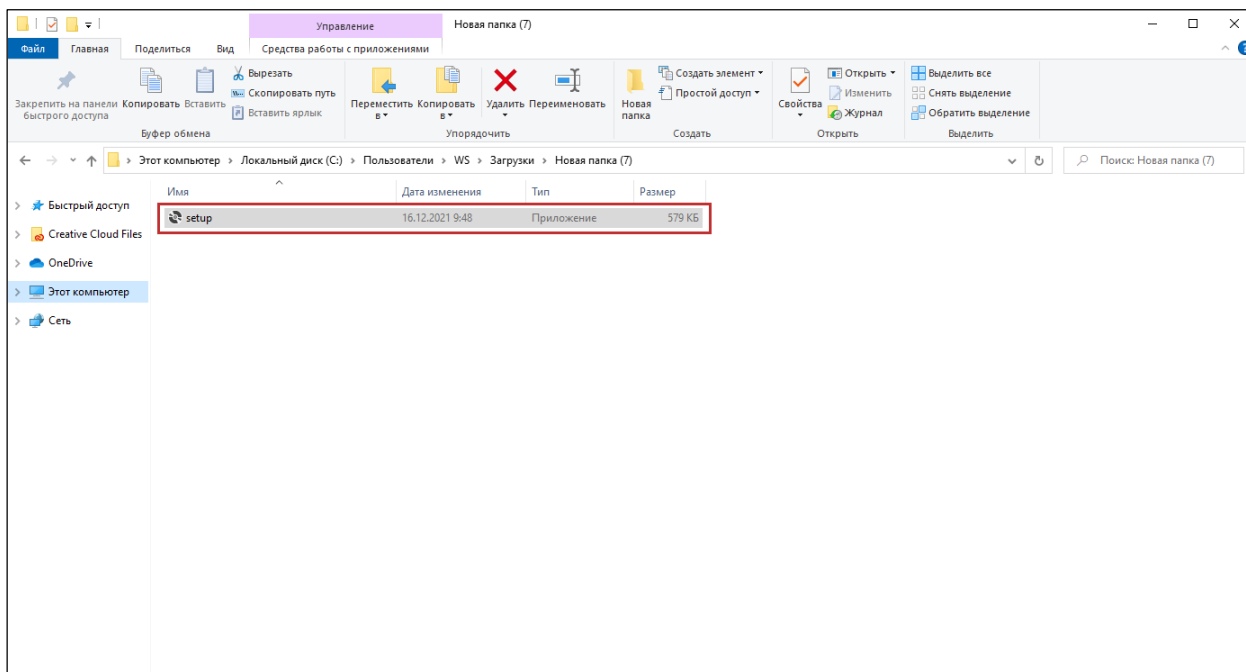 Управление
Новая папка (7)
Файл
Главная
Поделиться
Вид
Средства работы с приложениями
Закрепить на панели
быстрого доступа
Копировать
Вставить
Вырезать
Скопировать путь
Вставить ярлык
Буфер обмена
Переместить
в
Копировать
в
Удалить
Переименовать
Упорядочить
Новая
папка
Создать элемент
Простой доступ
Создать
Свойства
Открыть
Изменить
Журнал
Открыть
Выделить все
Снять выделение
Обратить выделение
Выделить
Этот компьютер > Локальный диск (C:) > Пользователи > WS > Загрузки > Новая папка (7)
Поиск: Новая папка (7)
Быстрый доступ
Creative Cloud Files
OneDrive
Этот компьютер
Сеть
Имя Дата изменения Тип Размер
setup 16.12.2021 9:48 Приложение 579 КБ